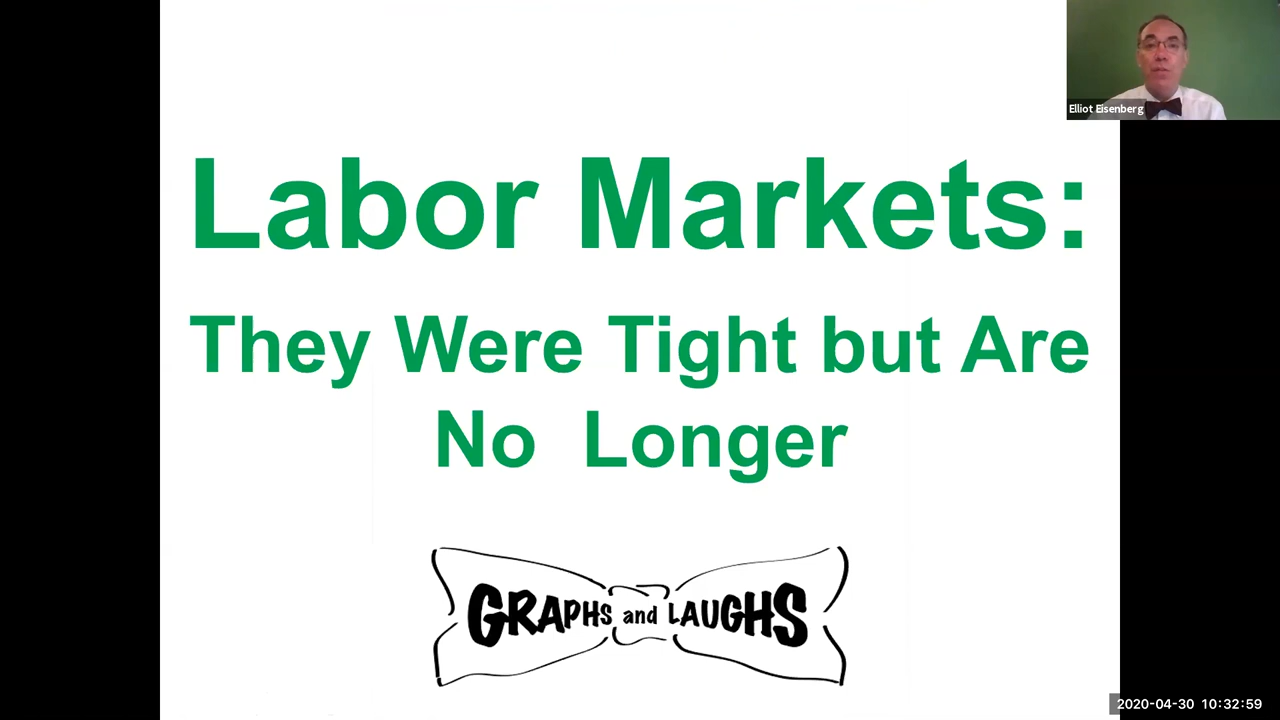 Elliot Eisenberg
Labor Markets:
They Were Tight but Are
No Longer
GRAPHS and LAUGHS
2020-04-30 10:32:59